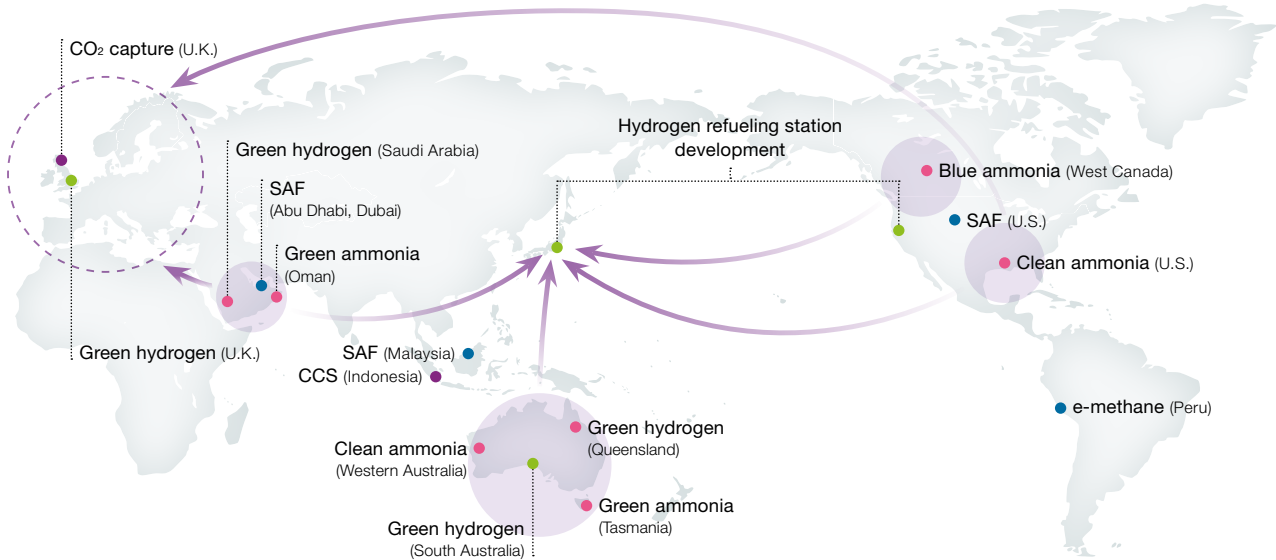 CO₂ capture (U.K.)
Green hydrogen (Saudi Arabia)
SAF
(Abu Dhabi, Dubai)
Green ammonia
(Oman)
Green hydrogen (U.K.)
Hydrogen refueling station
development
Blue ammonia (West Canada)
SAF (U.S.)
Clean ammonia (U.S.)
SAF (Malaysia)
CCS (Indonesia)
e-methane (Peru)
Green hydrogen
(Queensland)
Clean ammonia
(Western Australia)
Green ammonia
(Tasmania)
Green hydrogen
(South Australia)